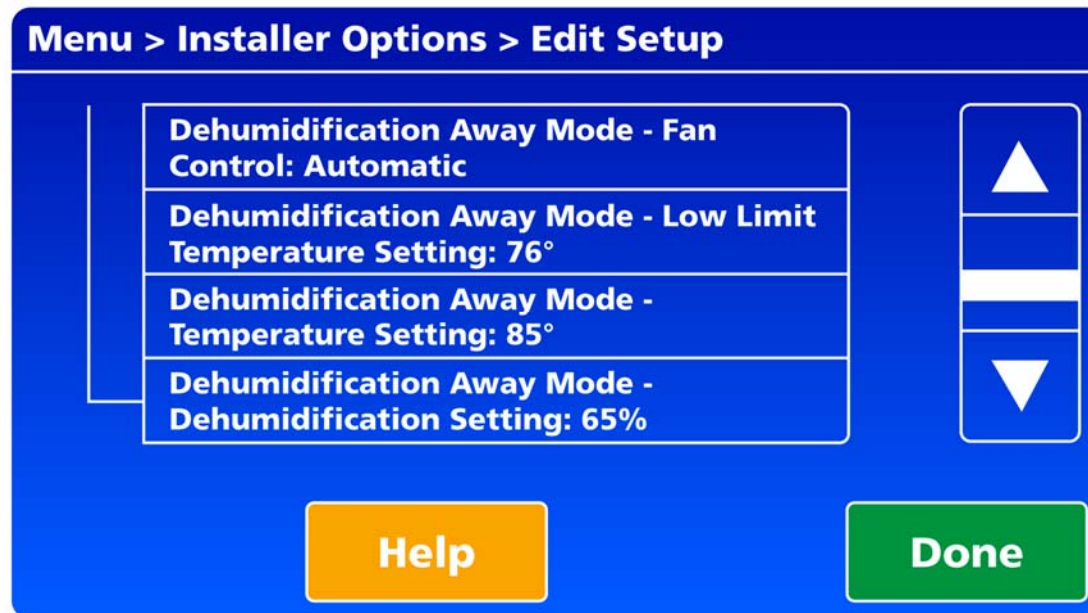 Menu > Installer Options > Edit Setup
Dehumidification Away Mode - Fan
Control: Automatic
Dehumidification Away Mode - Low Limit
Temperature Setting: 76°
Dehumidification Away Mode -
Temperature Setting: 85°
Dehumidification Away Mode -
Dehumidification Setting: 65%
Help
Done